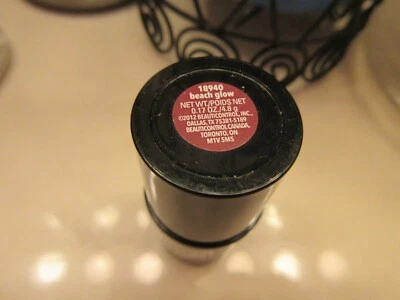 18940
beach glow
NET WT/POIDS NET
0.17 OZ./4.8 g
©2012 BEAUTICONTROL, INC.,
DALLAS, TX 75381-5189
BEAUTICONTROL CANADA,
TORONTO, ON
M1V 5M5